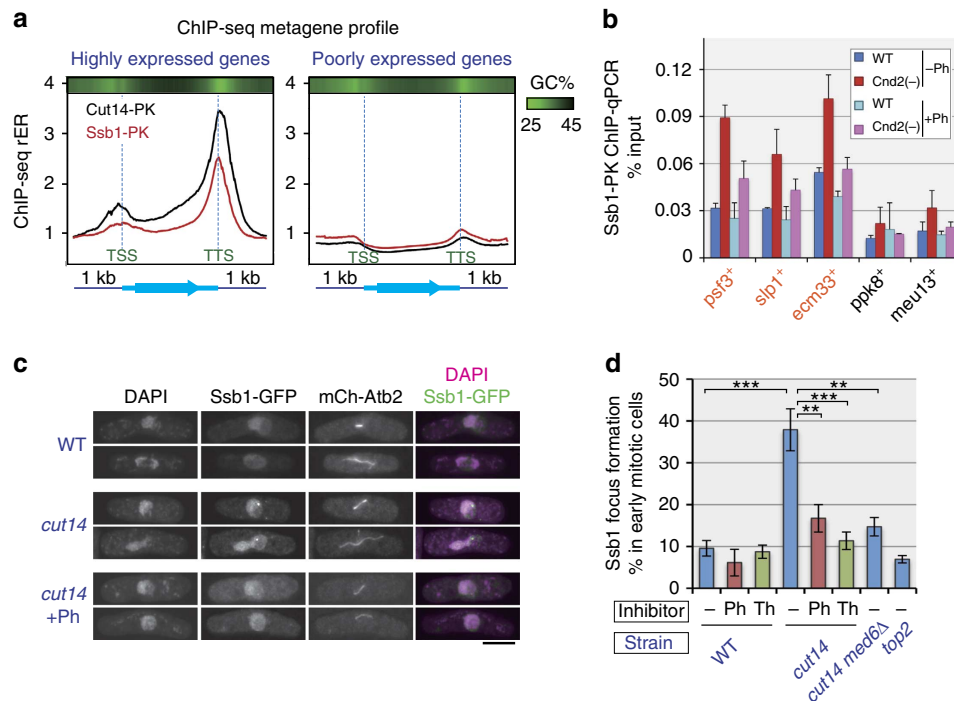 a
ChIP-seq metagene profile
Highly expressed genes
Poorly expressed genes
4
3
2
1
4
3
2
1
ChIP-seq rER
Cut14-PK
Ssb1-PK
GC%
25 45
TSS TTS
TSS TTS
1 kb 1 kb
1 kb 1 kb
b
Ssb1-PK ChIP-qPCR
% input
0.12
0.09
0.06
0.03
0
WT
Cnd2(–)
–Ph
WT
Cnd2(–)
+Ph
psf3+
slp1+
ecm33+
ppk8+
meu13+
c
DAPI
Ssb1-GFP
mCh-Atb2
DAPI
Ssb1-GFP
WT
cut14
cut14
+Ph
d
Ssb1 focus formation
% in early mitotic cells
50
40
30
20
10
0
***
**
***
**
Inhibitor – Ph Th – Ph Th – –
Strain
WT
cut14
cut14 med6Δ
top2